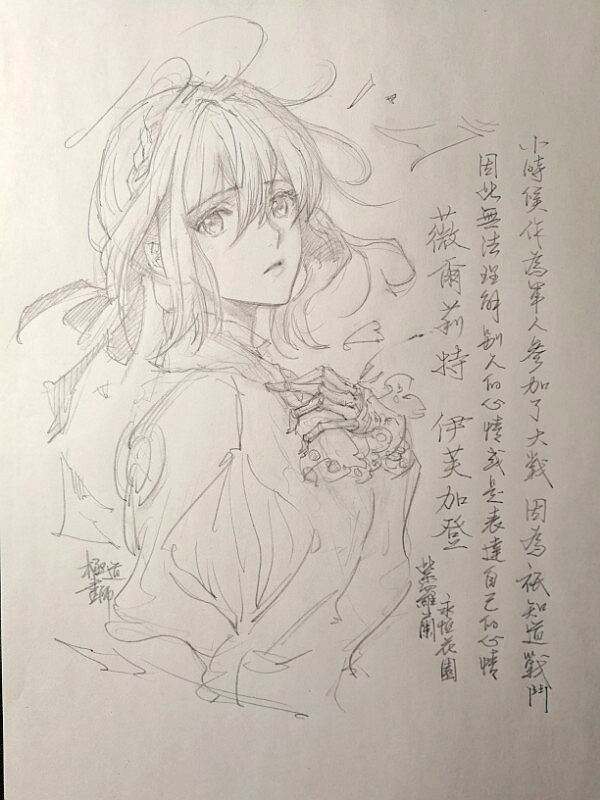 小時候作為軍人參加了大戰 因為祇知道戰鬥
因此無法理解別人的心情或是表達自己的心情
薇爾莉特 伊芙加登
永恆花園
紫羅蘭
極道
畫師